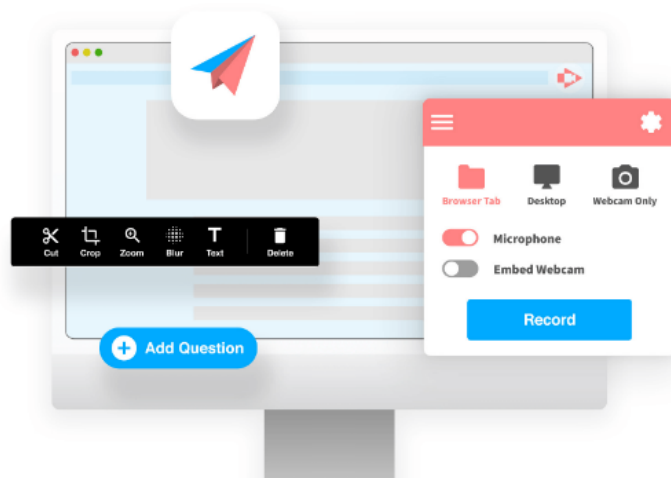 Browser Tab Desktop Webcam Only
Microphone
Cut Crop Zoom Blur Text Delete
Embed Webcam
Record
Add Question